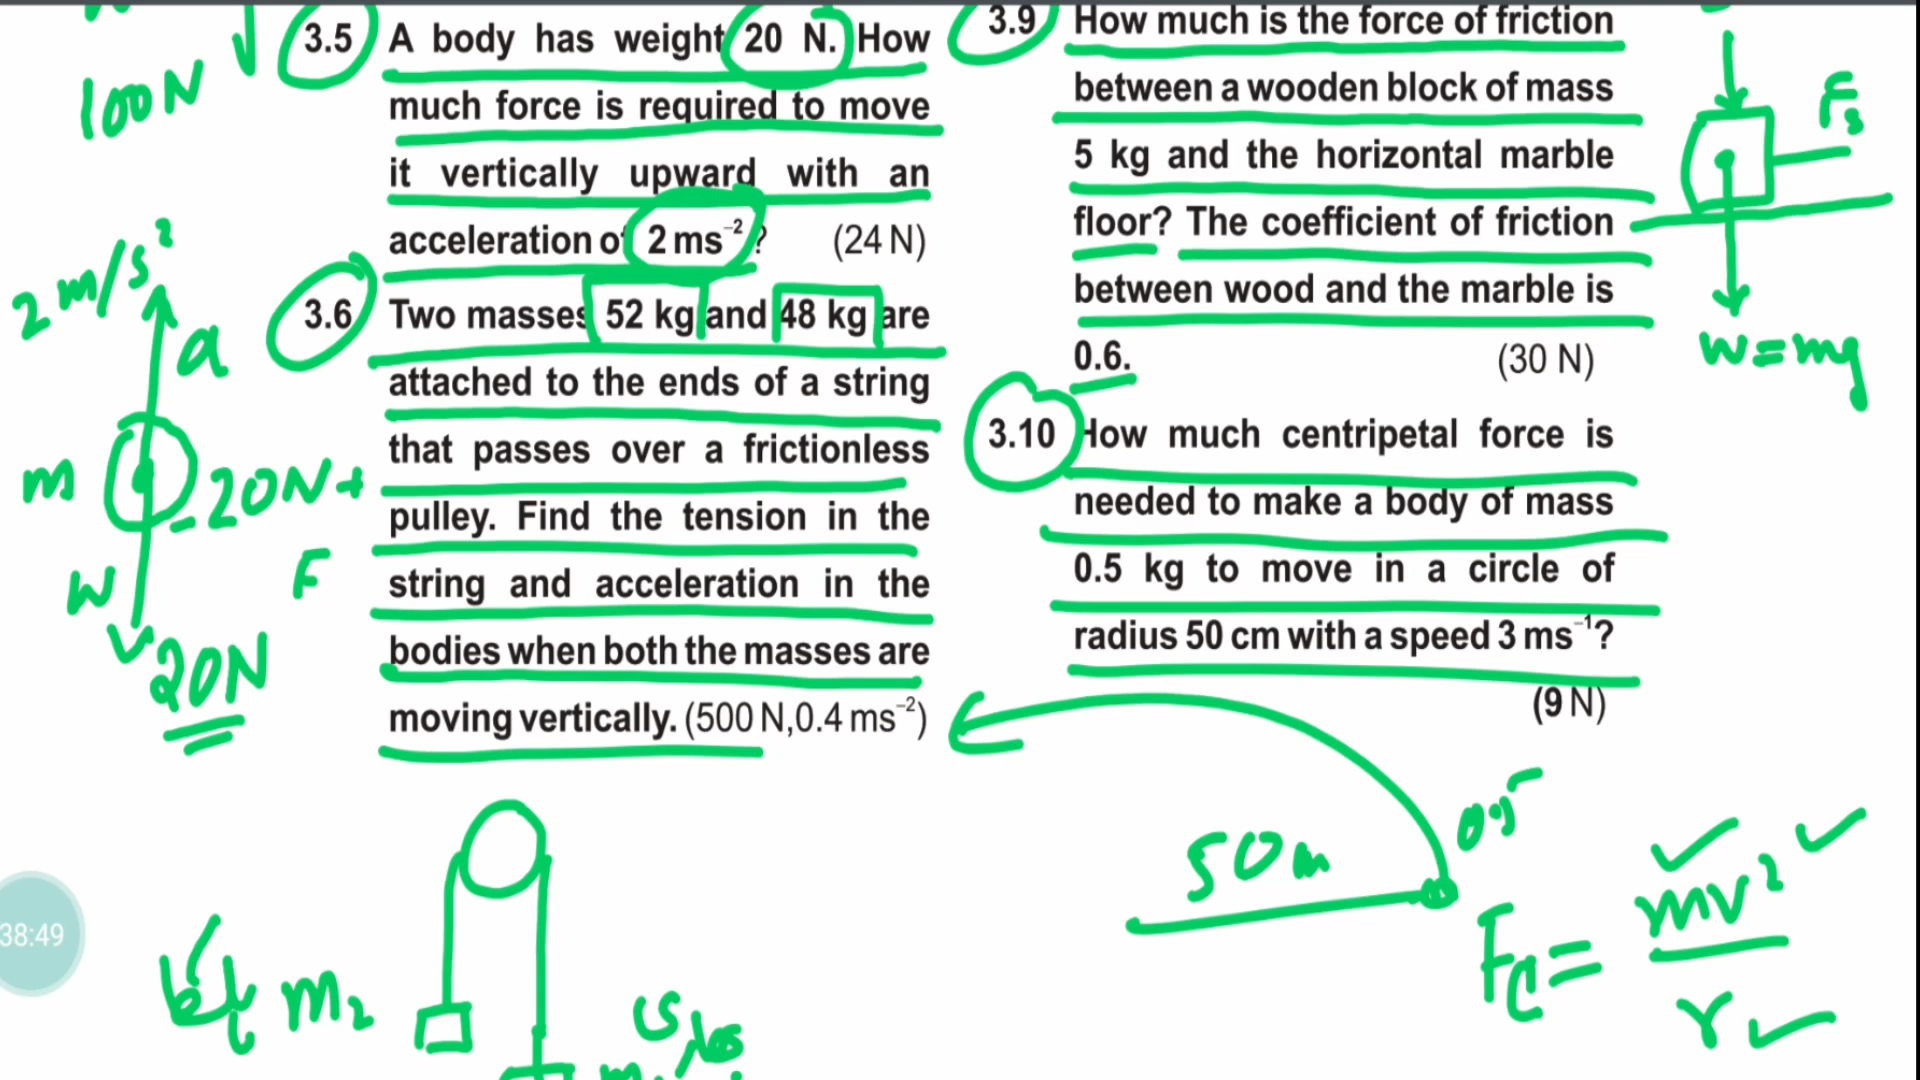 100N
3.5 A body has weight 20 N. How
much force is required to move
it vertically upward with an
acceleration of 2 ms⁻²? (24 N)
3.6 Two masses 52 kg and 48 kg are
attached to the ends of a string
that passes over a frictionless
pulley. Find the tension in the
string and acceleration in the
bodies when both the masses are
moving vertically. (500 N,0.4 ms⁻²)
2 m/s²
a
m
-20N+
F
W
20N
m₂
38:49
3.9 How much is the force of friction
between a wooden block of mass
5 kg and the horizontal marble
floor? The coefficient of friction
between wood and the marble is
0.6. (30 N)
3.10 How much centripetal force is
needed to make a body of mass
0.5 kg to move in a circle of
radius 50 cm with a speed 3 ms⁻¹?
(9 N)
Fs
W=mg
50m
0.5
Fc= mv²
r